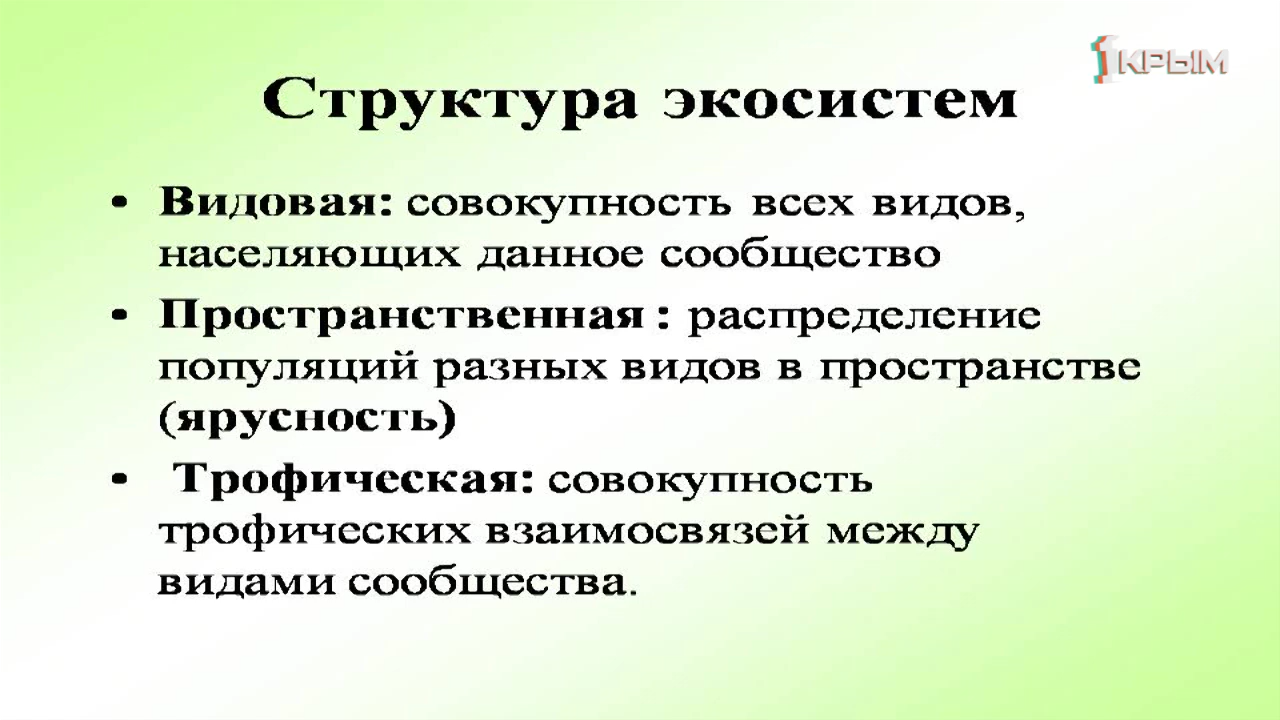 1КРЫМ
Структура экосистем
• Видовая: совокупность всех видов,
населяющих данное сообщество
• Пространственная : распределение
популяций разных видов в пространстве
(ярусность)
• Трофическая: совокупность
трофических взаимосвязей между
видами сообщества.